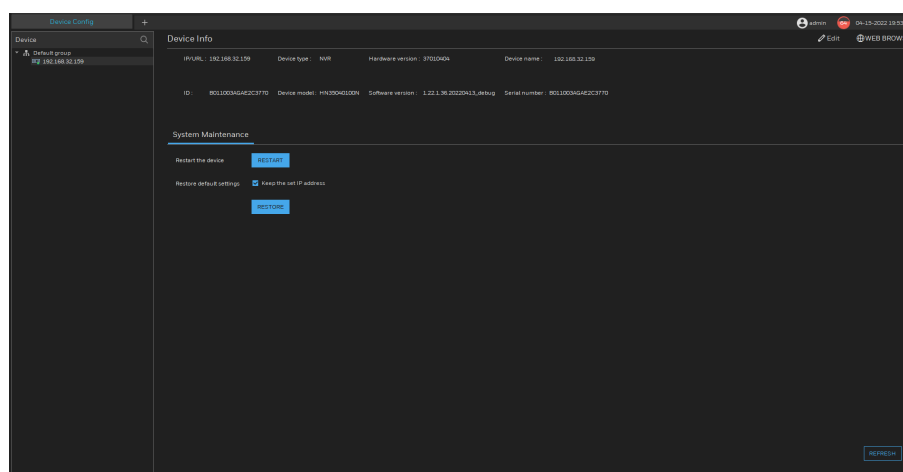 Device Config +
admin 04-15-2022 19:53
Device
Device Info
Edit WEB BROW
Default group
192.168.32.159
IP/URL : 192.168.32.159 Device type : NVR Hardware version : 37010404 Device name : 192.168.32.159
ID : B011003AGAE2C3770 Device model : HN35040100N Software version : 1.22.1.36.20220413_debug Serial number : B011003AGAE2C3770
System Maintenance
Restart the device RESTART
Restore default settings Keep the set IP address
RESTORE
REFRESH